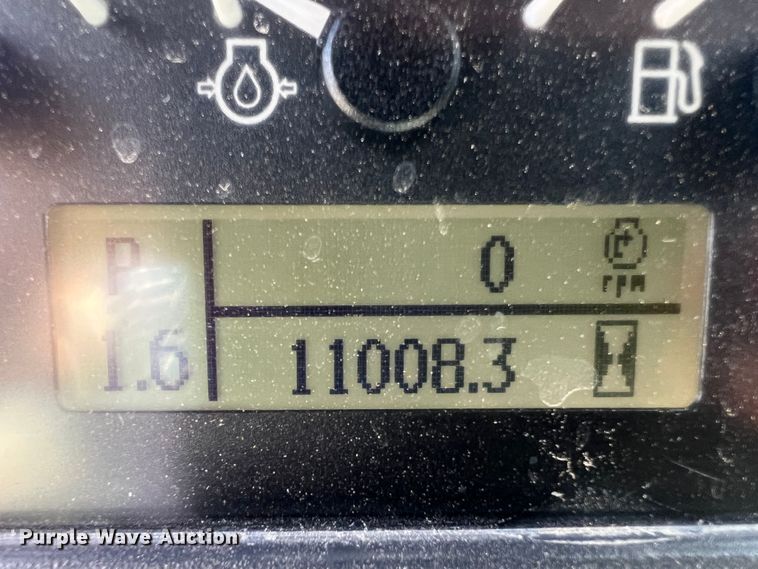 P 0
rpm
1.6 11008.3
Purple Wave Auction